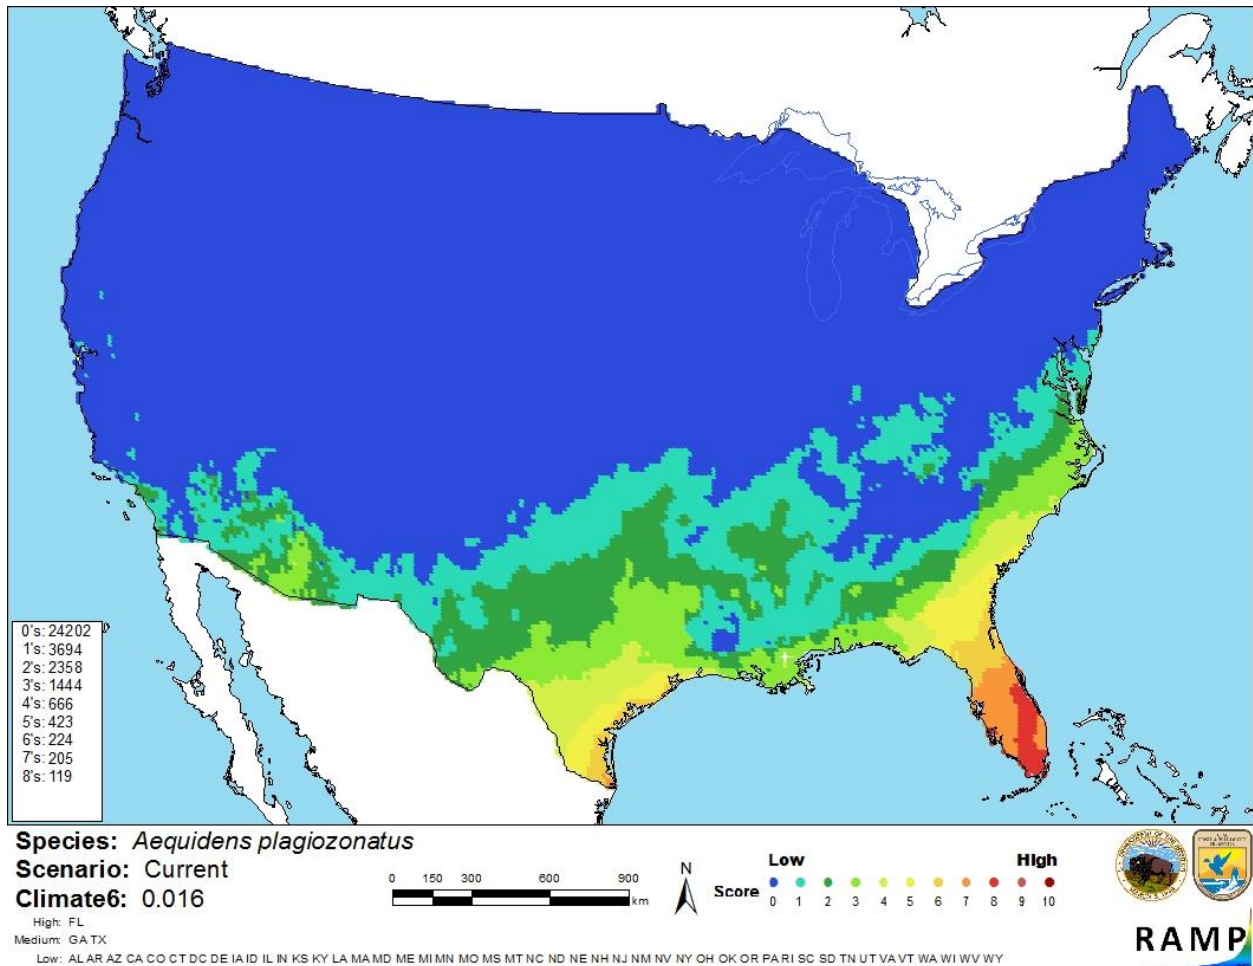 0's: 24202
1's: 3694
2's: 2358
3's: 1444
4's: 666
5's: 423
6's: 224
7's: 205
8's: 119
Species: Aequidens plagiozonatus
Scenario: Current
Climate6: 0.016
High: FL
Medium: GA TX
Low: AL AR AZ CA CO CT DC DE IA ID IL IN KS KY LA MA MD ME MI MN MO MS MT NC ND NE NH NJ NM NV NY OH OK OR PA RI SC SD TN UT VA VT WA WI WV WY
0 150 300 600 900
km
N
Low High
Score
0 1 2 3 4 5 6 7 8 9 10
RAMP